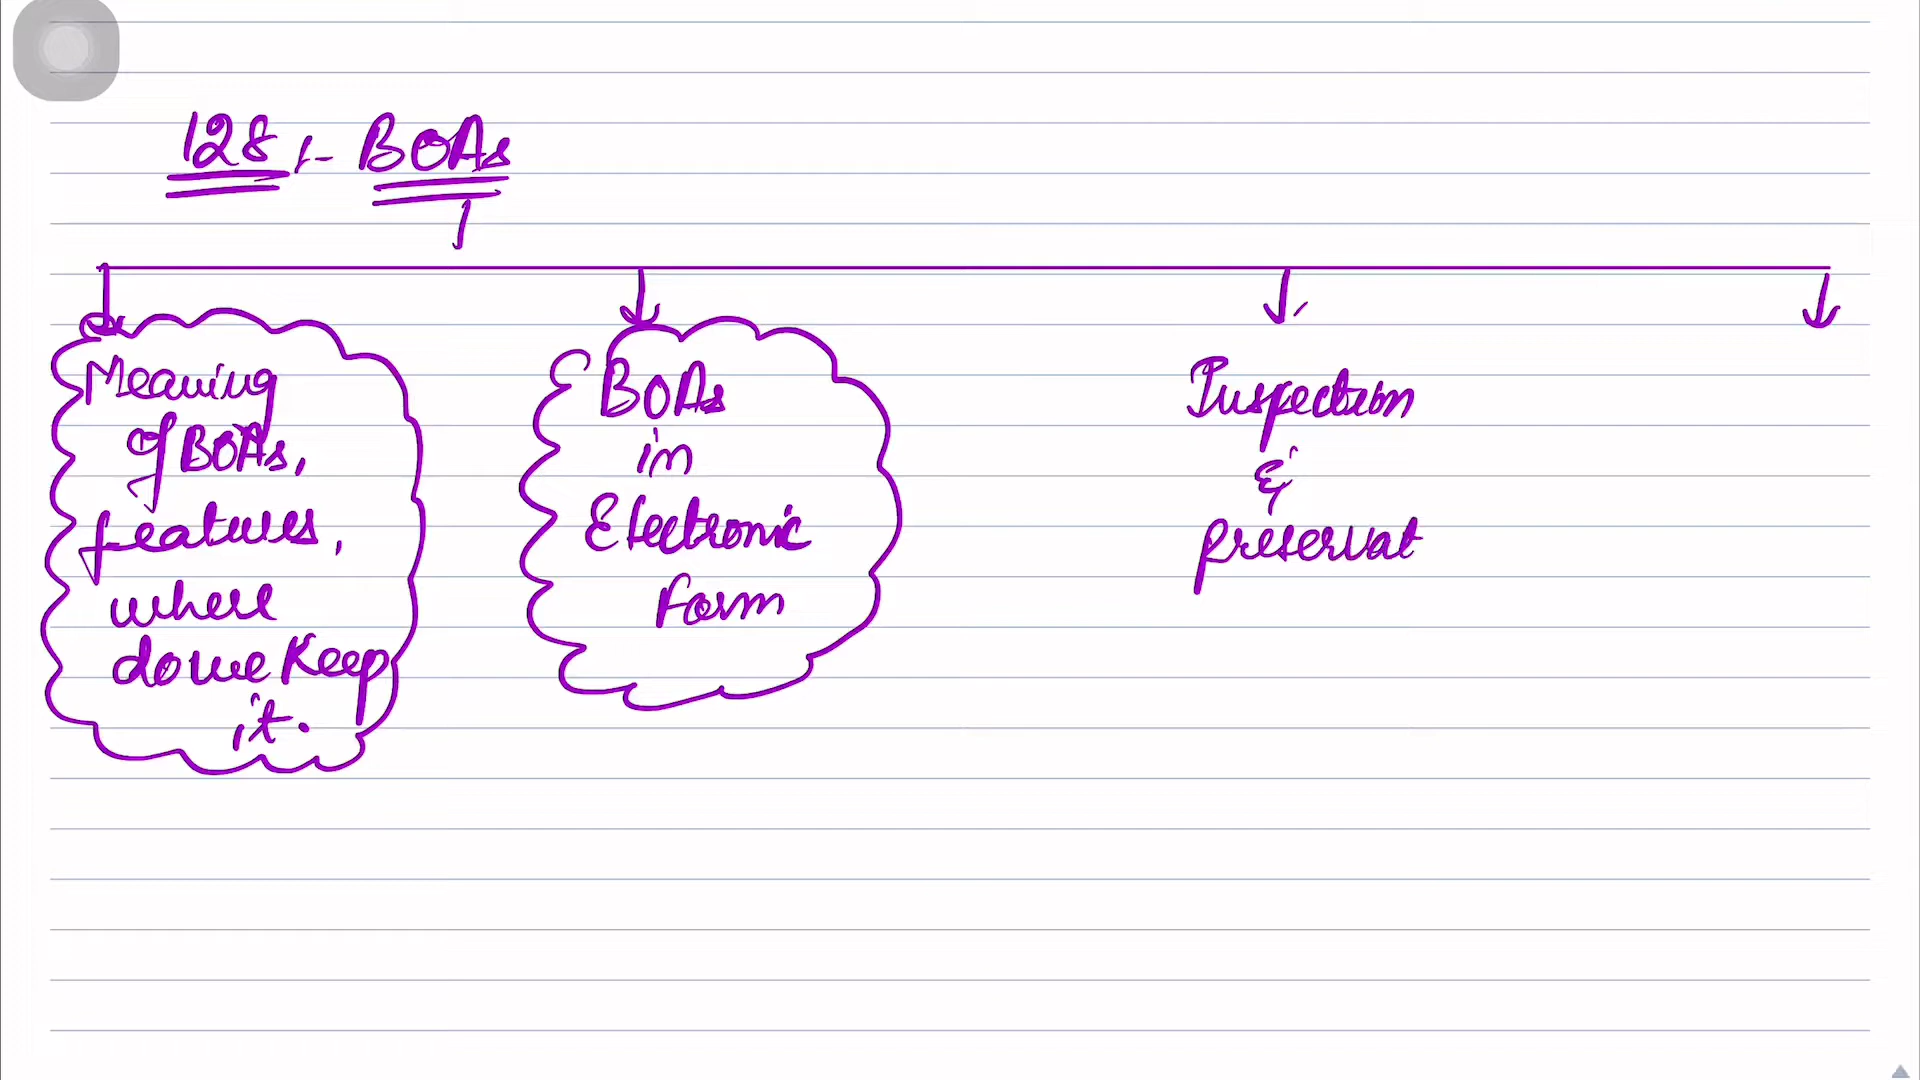 128 :- BOAs
Meaning
of BOAs,
features,
where
do we keep
it.
BOAs
in
Electronic
form
Inspection
&
preservat